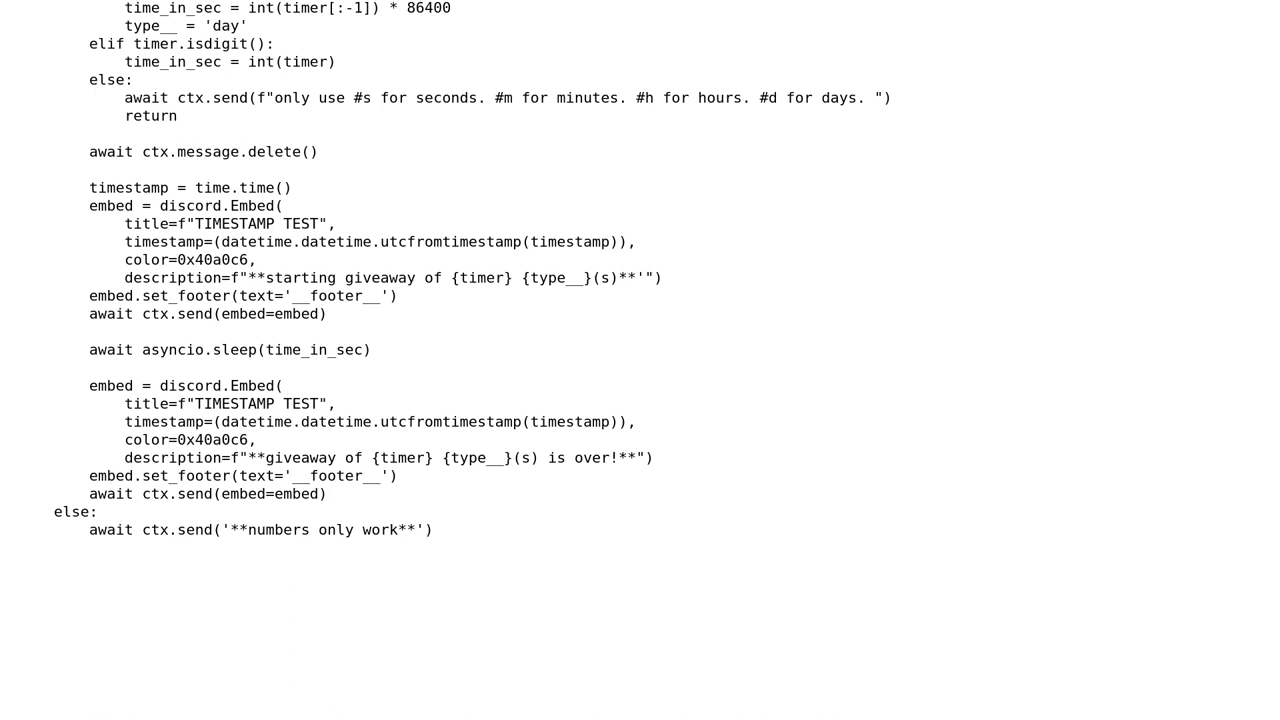 time_in_sec = int(timer[:-1]) * 86400
        type__ = 'day'
    elif timer.isdigit():
        time_in_sec = int(timer)
    else:
        await ctx.send(f"only use #s for seconds. #m for minutes. #h for hours. #d for days. ")
        return

    await ctx.message.delete()

    timestamp = time.time()
    embed = discord.Embed(
        title=f"TIMESTAMP TEST",
        timestamp=(datetime.datetime.utcfromtimestamp(timestamp)),
        color=0x40a0c6,
        description=f"**starting giveaway of {timer} {type__}(s)**'")
    embed.set_footer(text='__footer__')
    await ctx.send(embed=embed)

    await asyncio.sleep(time_in_sec)

    embed = discord.Embed(
        title=f"TIMESTAMP TEST",
        timestamp=(datetime.datetime.utcfromtimestamp(timestamp)),
        color=0x40a0c6,
        description=f"**giveaway of {timer} {type__}(s) is over!**")
    embed.set_footer(text='__footer__')
    await ctx.send(embed=embed)
else:
    await ctx.send('**numbers only work**')